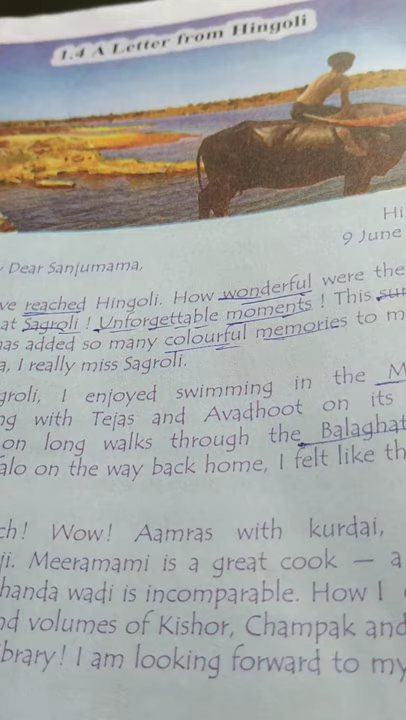 1.4 A Letter from Hingoli
Hi
9 June
Dear Sanjumama,
ve reached Hingoli. How wonderful were the
at Sagroli ! Unforgettable moments ! This sur
has added so many colourful memories to m
a, I really miss Sagroli.
groli, I enjoyed swimming in the M
ng with Tejas and Avadhoot on its
on long walks through the Balaghat
alo on the way back home, I felt like th
ch! Wow! Aamras with kurdai,
ji. Meeramami is a great cook — a
handa wadi is incomparable. How I
nd volumes of Kishor, Champak and
ibrary! I am looking forward to my